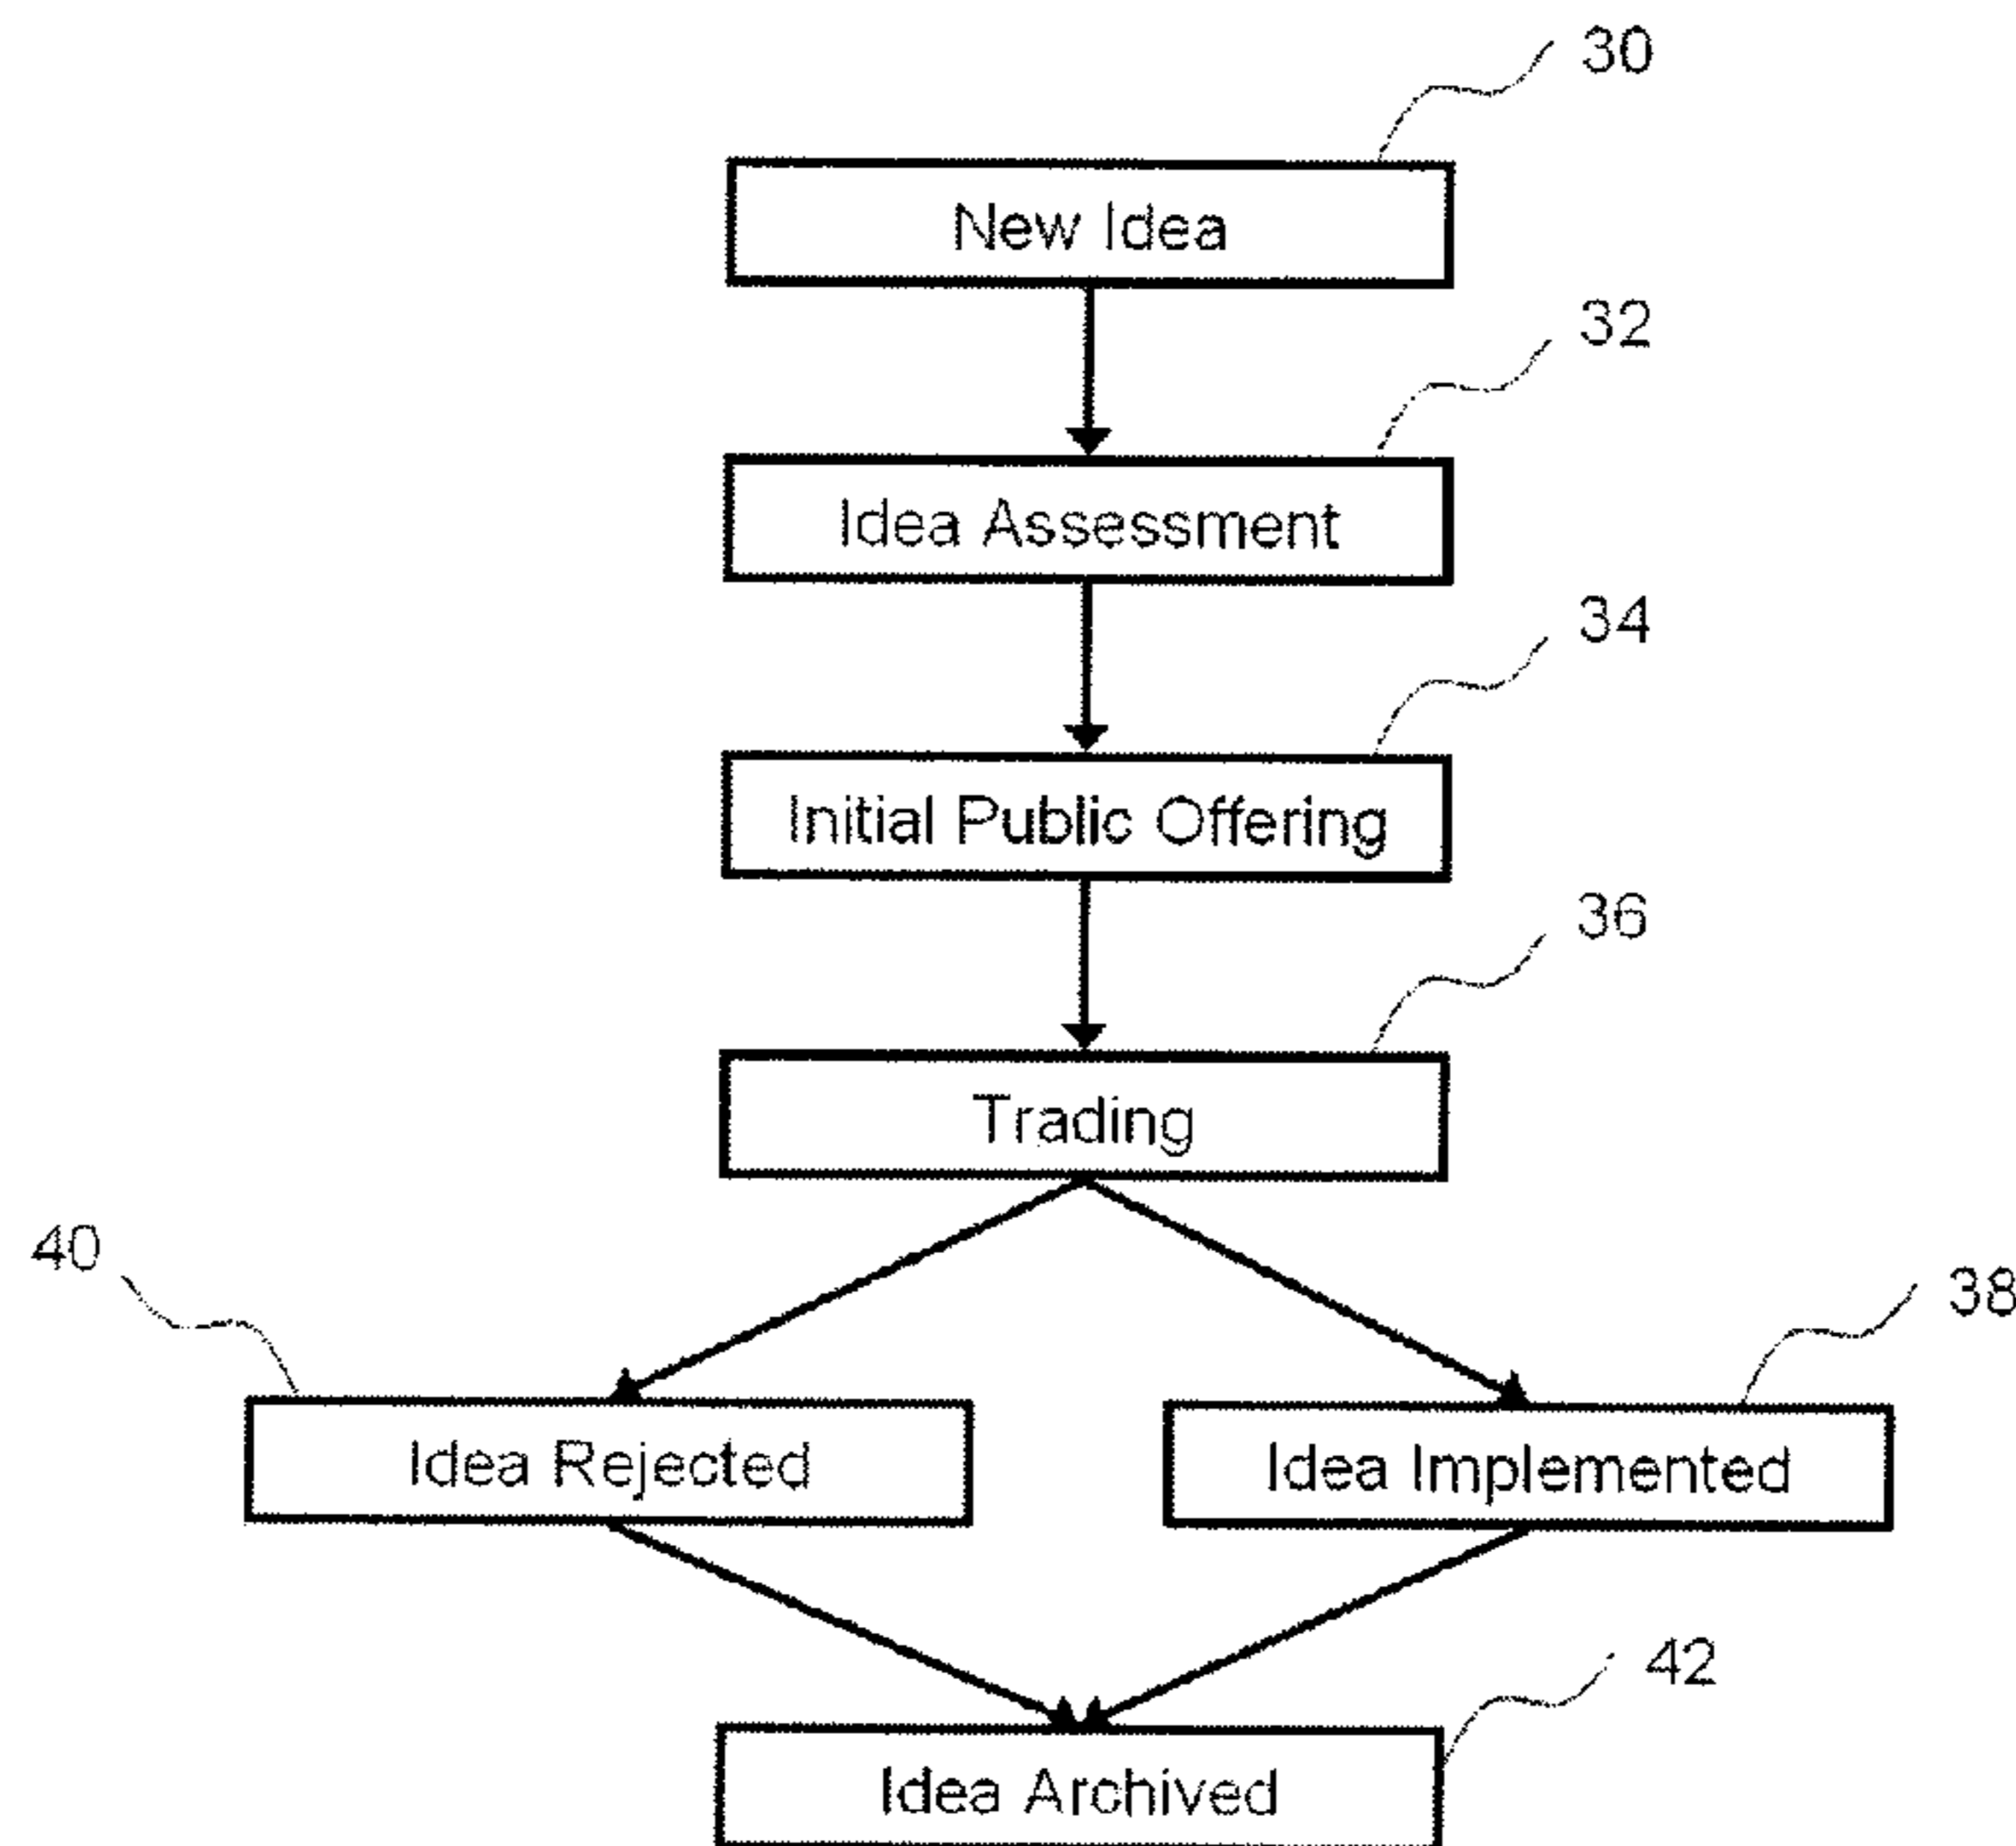 30
New Idea
32
Idea Assessment
34
Initial Public Offering
36
Trading
40
38
Idea Rejected
Idea Implemented
42
Idea Archived